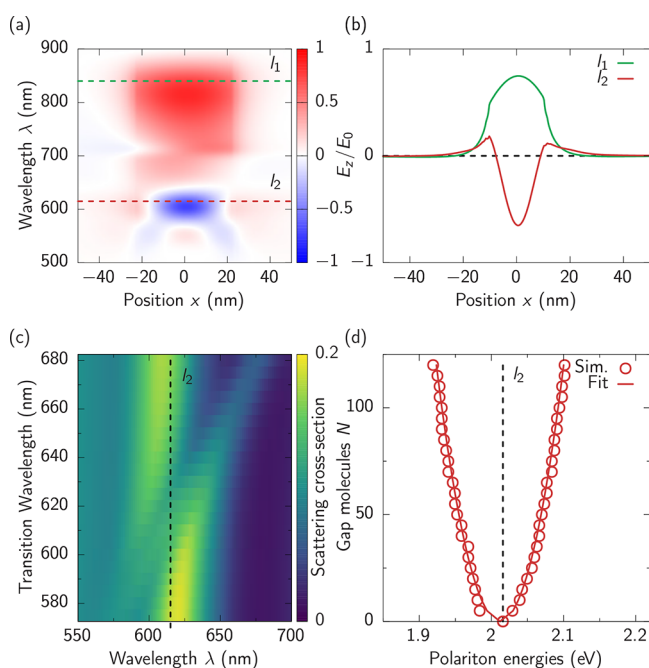 (a)
900
800
700
600
500
Wavelength λ (nm)
l1
l2
−40 −20 0 20 40
Position x (nm)
1
0.5
0
−0.5
−1
Ez/E0
(b)
1
0
−1
l1
l2
−40 −20 0 20 40
Position x (nm)
(c)
680
660
640
620
600
580
Transition Wavelength (nm)
l2
550 600 650 700
Wavelength λ (nm)
0.2
0
Scattering cross-section
(d)
100
50
0
Gap molecules N
l2
Sim.
Fit
1.9 2 2.1 2.2
Polariton energies (eV)